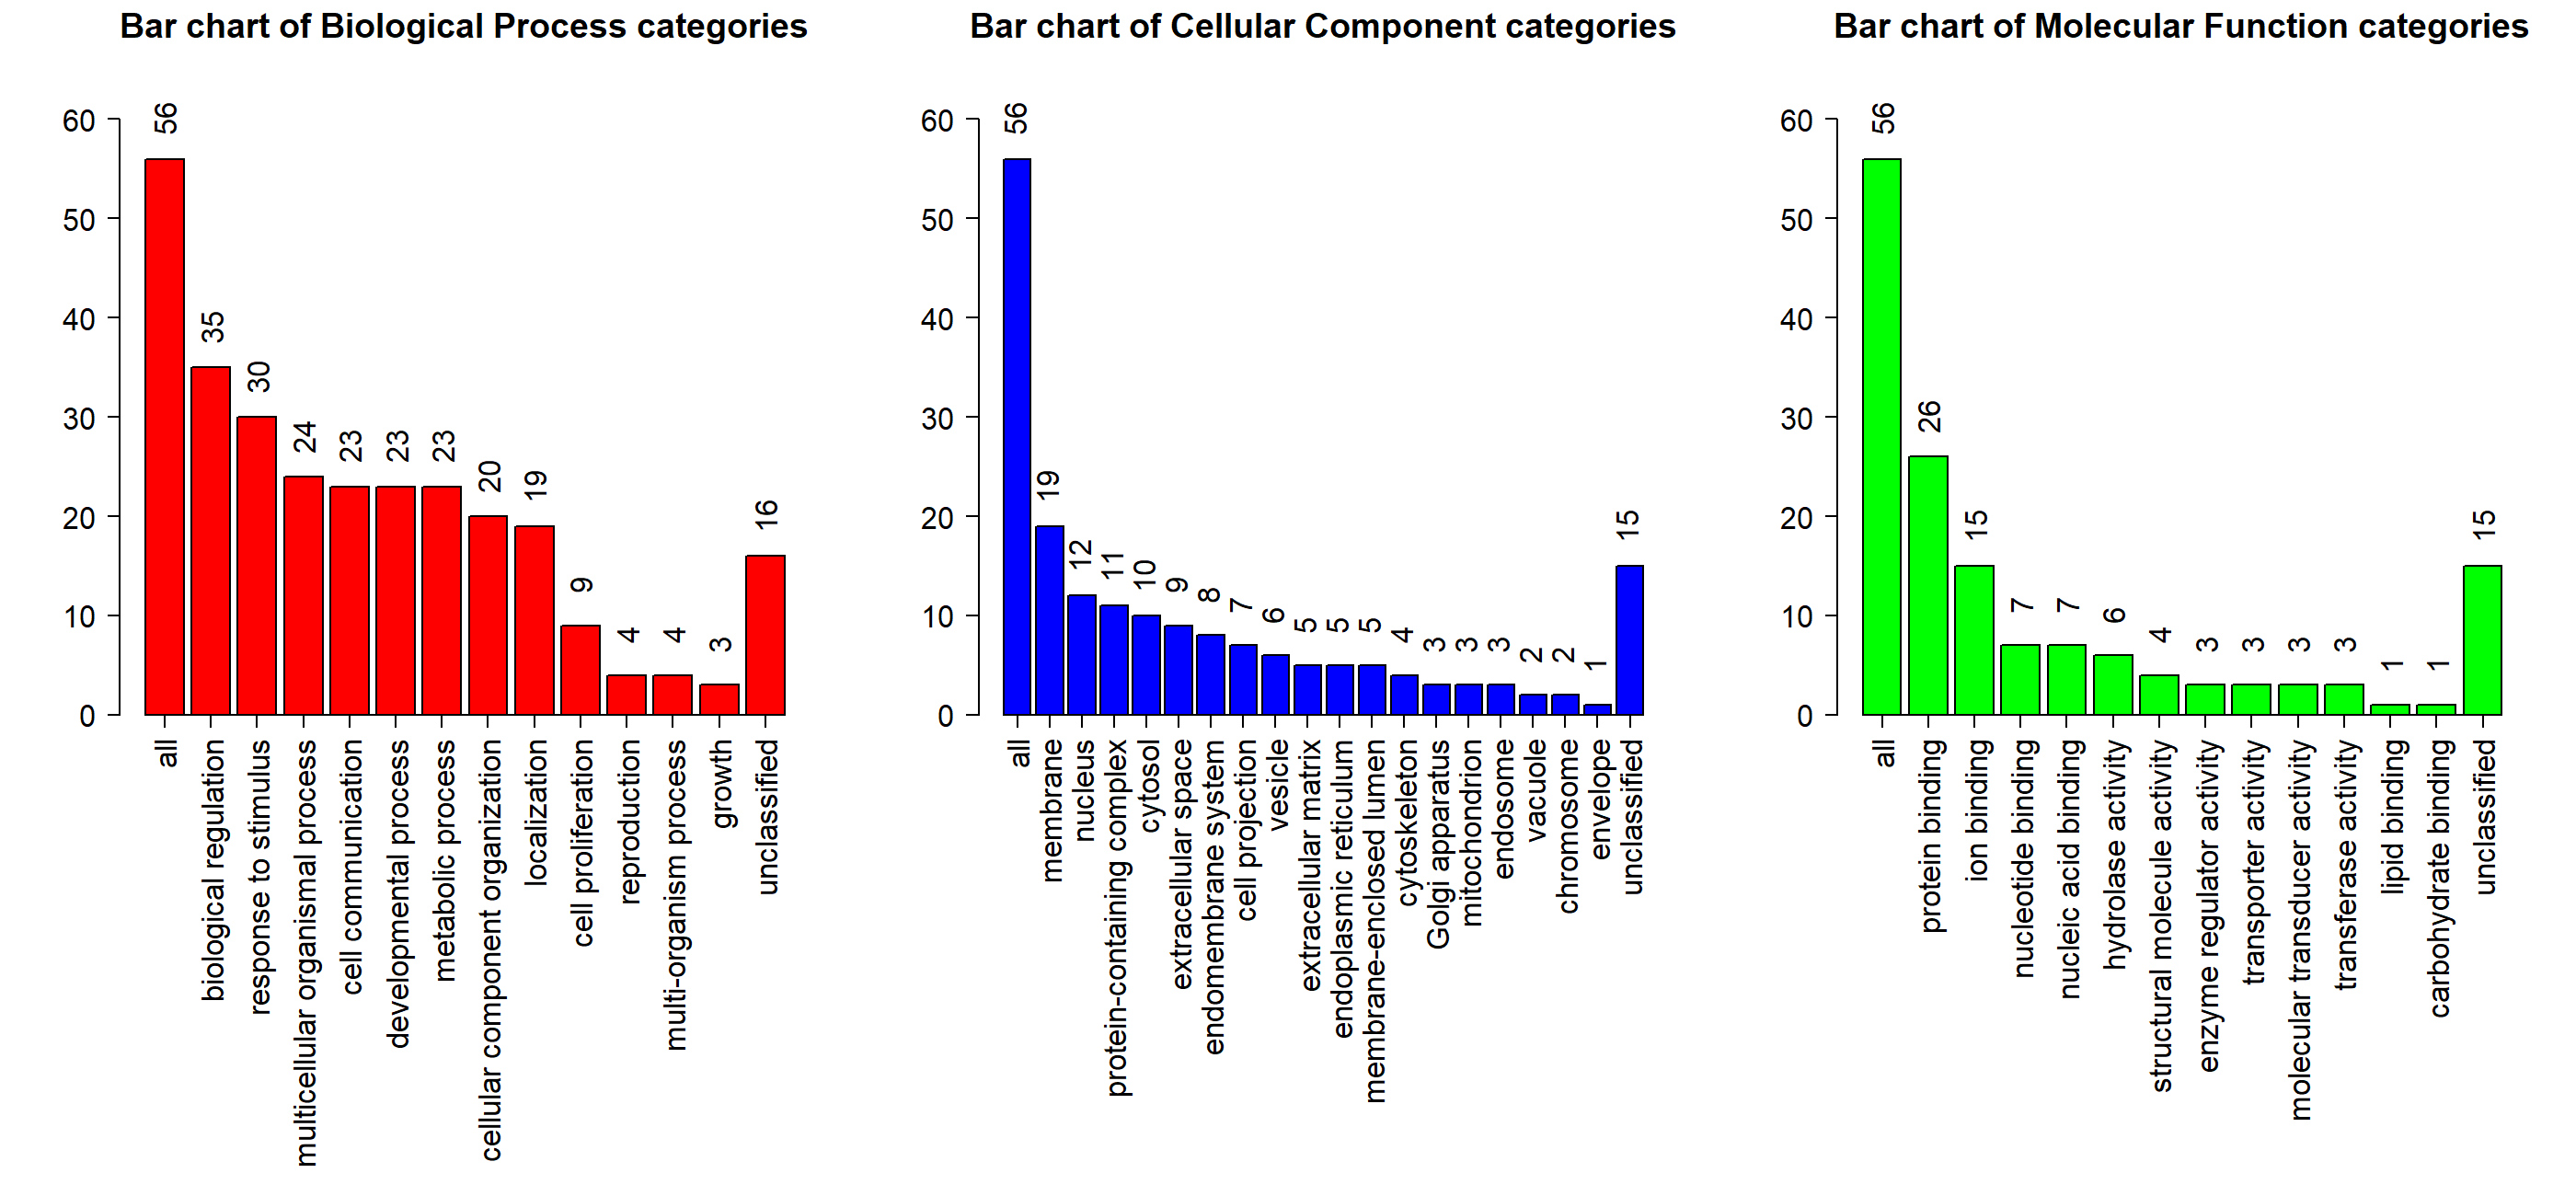 Bar chart of Biological Process categories
60
50
40
30
20
10
0
56
35
30
24
23
23
23
20
19
9
4
4
3
16
all
biological regulation
response to stimulus
multicellular organismal process
cell communication
developmental process
metabolic process
cellular component organization
localization
cell proliferation
reproduction
multi-organism process
growth
unclassified
Bar chart of Cellular Component categories
60
50
40
30
20
10
0
56
19
12
11
10
9
8
7
6
5
5
5
4
3
3
3
2
2
1
15
all
membrane
nucleus
protein-containing complex
cytosol
extracellular space
endomembrane system
cell projection
vesicle
extracellular matrix
endoplasmic reticulum
membrane-enclosed lumen
cytoskeleton
Golgi apparatus
mitochondrion
endosome
vacuole
chromosome
envelope
unclassified
Bar chart of Molecular Function categories
60
50
40
30
20
10
0
56
26
15
7
7
6
4
3
3
3
3
1
1
15
all
protein binding
ion binding
nucleotide binding
nucleic acid binding
hydrolase activity
structural molecule activity
enzyme regulator activity
transporter activity
molecular transducer activity
transferase activity
lipid binding
carbohydrate binding
unclassified